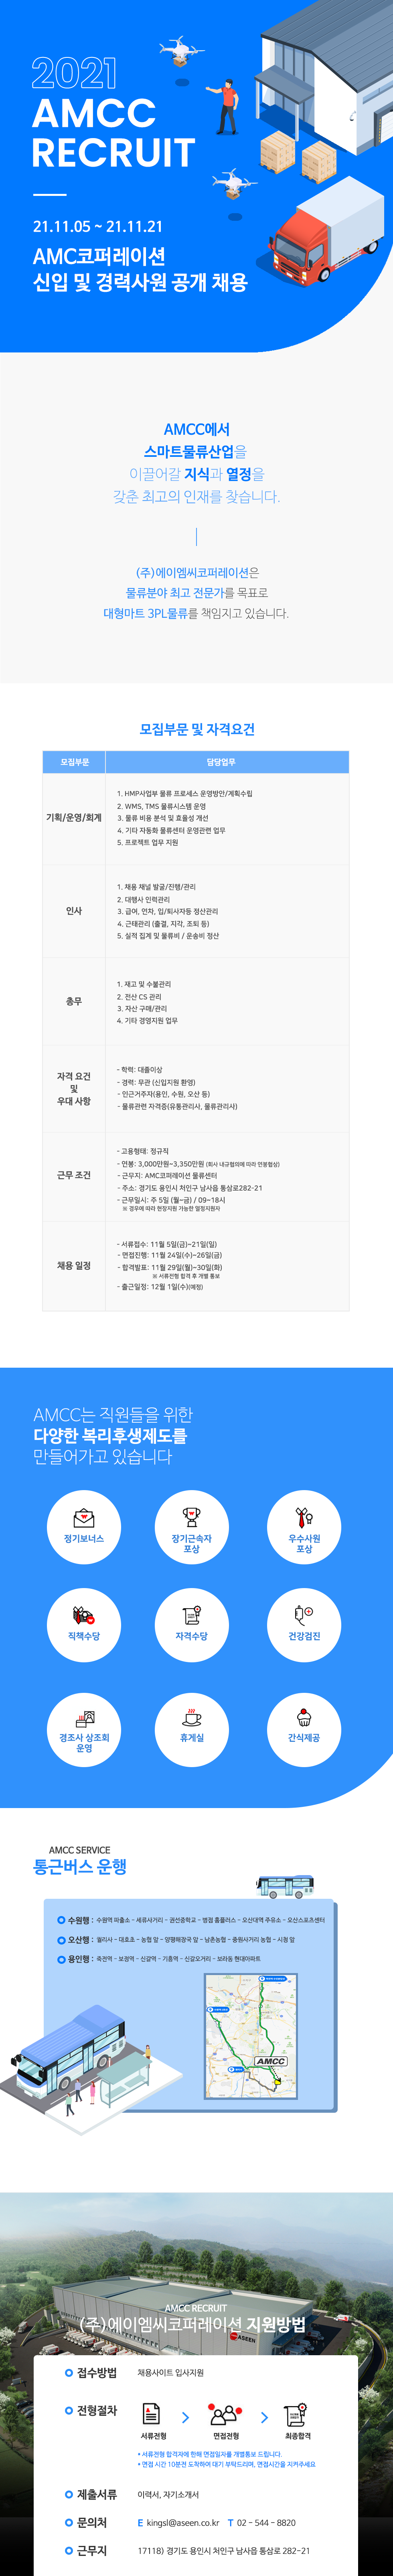 2021
AMCC
RECRUIT
21.11.05 ~ 21.11.21
AMC코퍼레이션
신입 및 경력사원 공개 채용
AMCC에서
스마트물류산업을
이끌어갈 지식과 열정을
갖춘 최고의 인재를 찾습니다.
(주)에이엠씨코퍼레이션은
물류분야 최고 전문가를 목표로
대형마트 3PL물류를 책임지고 있습니다.
모집부문 및 자격요건
모집부문 담당업무
기획/운영/회계
1. HMP사업부 물류 프로세스 운영방안/계획수립
2. WMS, TMS 물류시스템 운영
3. 물류 비용 분석 및 효율성 개선
4. 기타 자동화 물류센터 운영관련 업무
5. 프로젝트 업무 지원
인사
1. 채용 채널 발굴/진행/관리
2. 대행사 인력관리
3. 급여, 연차, 입/퇴사자등 정산관리
4. 근태관리 (출결, 지각, 조퇴 등)
5. 실적 집계 및 물류비 / 운송비 정산
총무
1. 재고 및 수불관리
2. 전산 CS 관리
3. 자산 구매/관리
4. 기타 경영지원 업무
자격 요건
및
우대 사항
- 학력: 대졸이상
- 경력: 무관 (신입지원 환영)
- 인근거주자(용인, 수원, 오산 등)
- 물류관련 자격증(유통관리사, 물류관리사)
근무 조건
- 고용형태: 정규직
- 연봉: 3,000만원~3,350만원 (회사 내규협의에 따라 연봉협상)
- 근무지: AMC코퍼레이션 물류센터
- 주소: 경기도 용인시 처인구 남사읍 통삼로282-21
- 근무일시: 주 5일 (월~금) / 09~18시
※ 경우에 따라 현장지원 가능한 열정지원자
채용 일정
- 서류접수: 11월 5일(금)~21일(일)
- 면접진행: 11월 24일(수)~26일(금)
- 합격발표: 11월 29일(월)~30일(화)
※ 서류전형 합격 후 개별 통보
- 출근일정: 12월 1일(수)(예정)
AMCC는 직원들을 위한
다양한 복리후생제도를
만들어가고 있습니다
정기보너스
장기근속자
포상
우수사원
포상
직책수당
자격수당
건강검진
경조사 상조회
운영
휴게실
간식제공
AMCC SERVICE
통근버스 운행
수원행 : 수원역 파출소 - 세류사거리 - 권선중학교 - 병점 홈플러스 - 오산대역 주유소 - 오산스포츠센터
오산행 : 궐리사 - 대호초 - 농협 앞 - 양평해장국 앞 - 남촌농협 - 중원사거리 농협 - 시청 앞
용인행 : 죽전역 - 보정역 - 신갈역 - 기흥역 - 신갈오거리 - 보라동 현대아파트
AMCC
AMCC RECRUIT
(주)에이엠씨코퍼레이션 지원방법
ASEEN
접수방법 채용사이트 입사지원
전형절차
서류전형 면접전형 최종합격
* 서류전형 합격자에 한해 면접일자를 개별통보 드립니다.
* 면접 시간 10분전 도착하여 대기 부탁드리며, 면접시간을 지켜주세요
제출서류 이력서, 자기소개서
문의처 E kingsl@aseen.co.kr T 02 - 544 - 8820
근무지 17118) 경기도 용인시 처인구 남사읍 통삼로 282-21